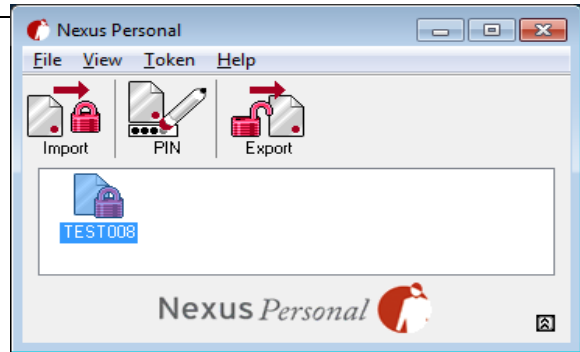 Nexus Personal
File View Token Help
Import PIN Export
TEST008
Nexus Personal